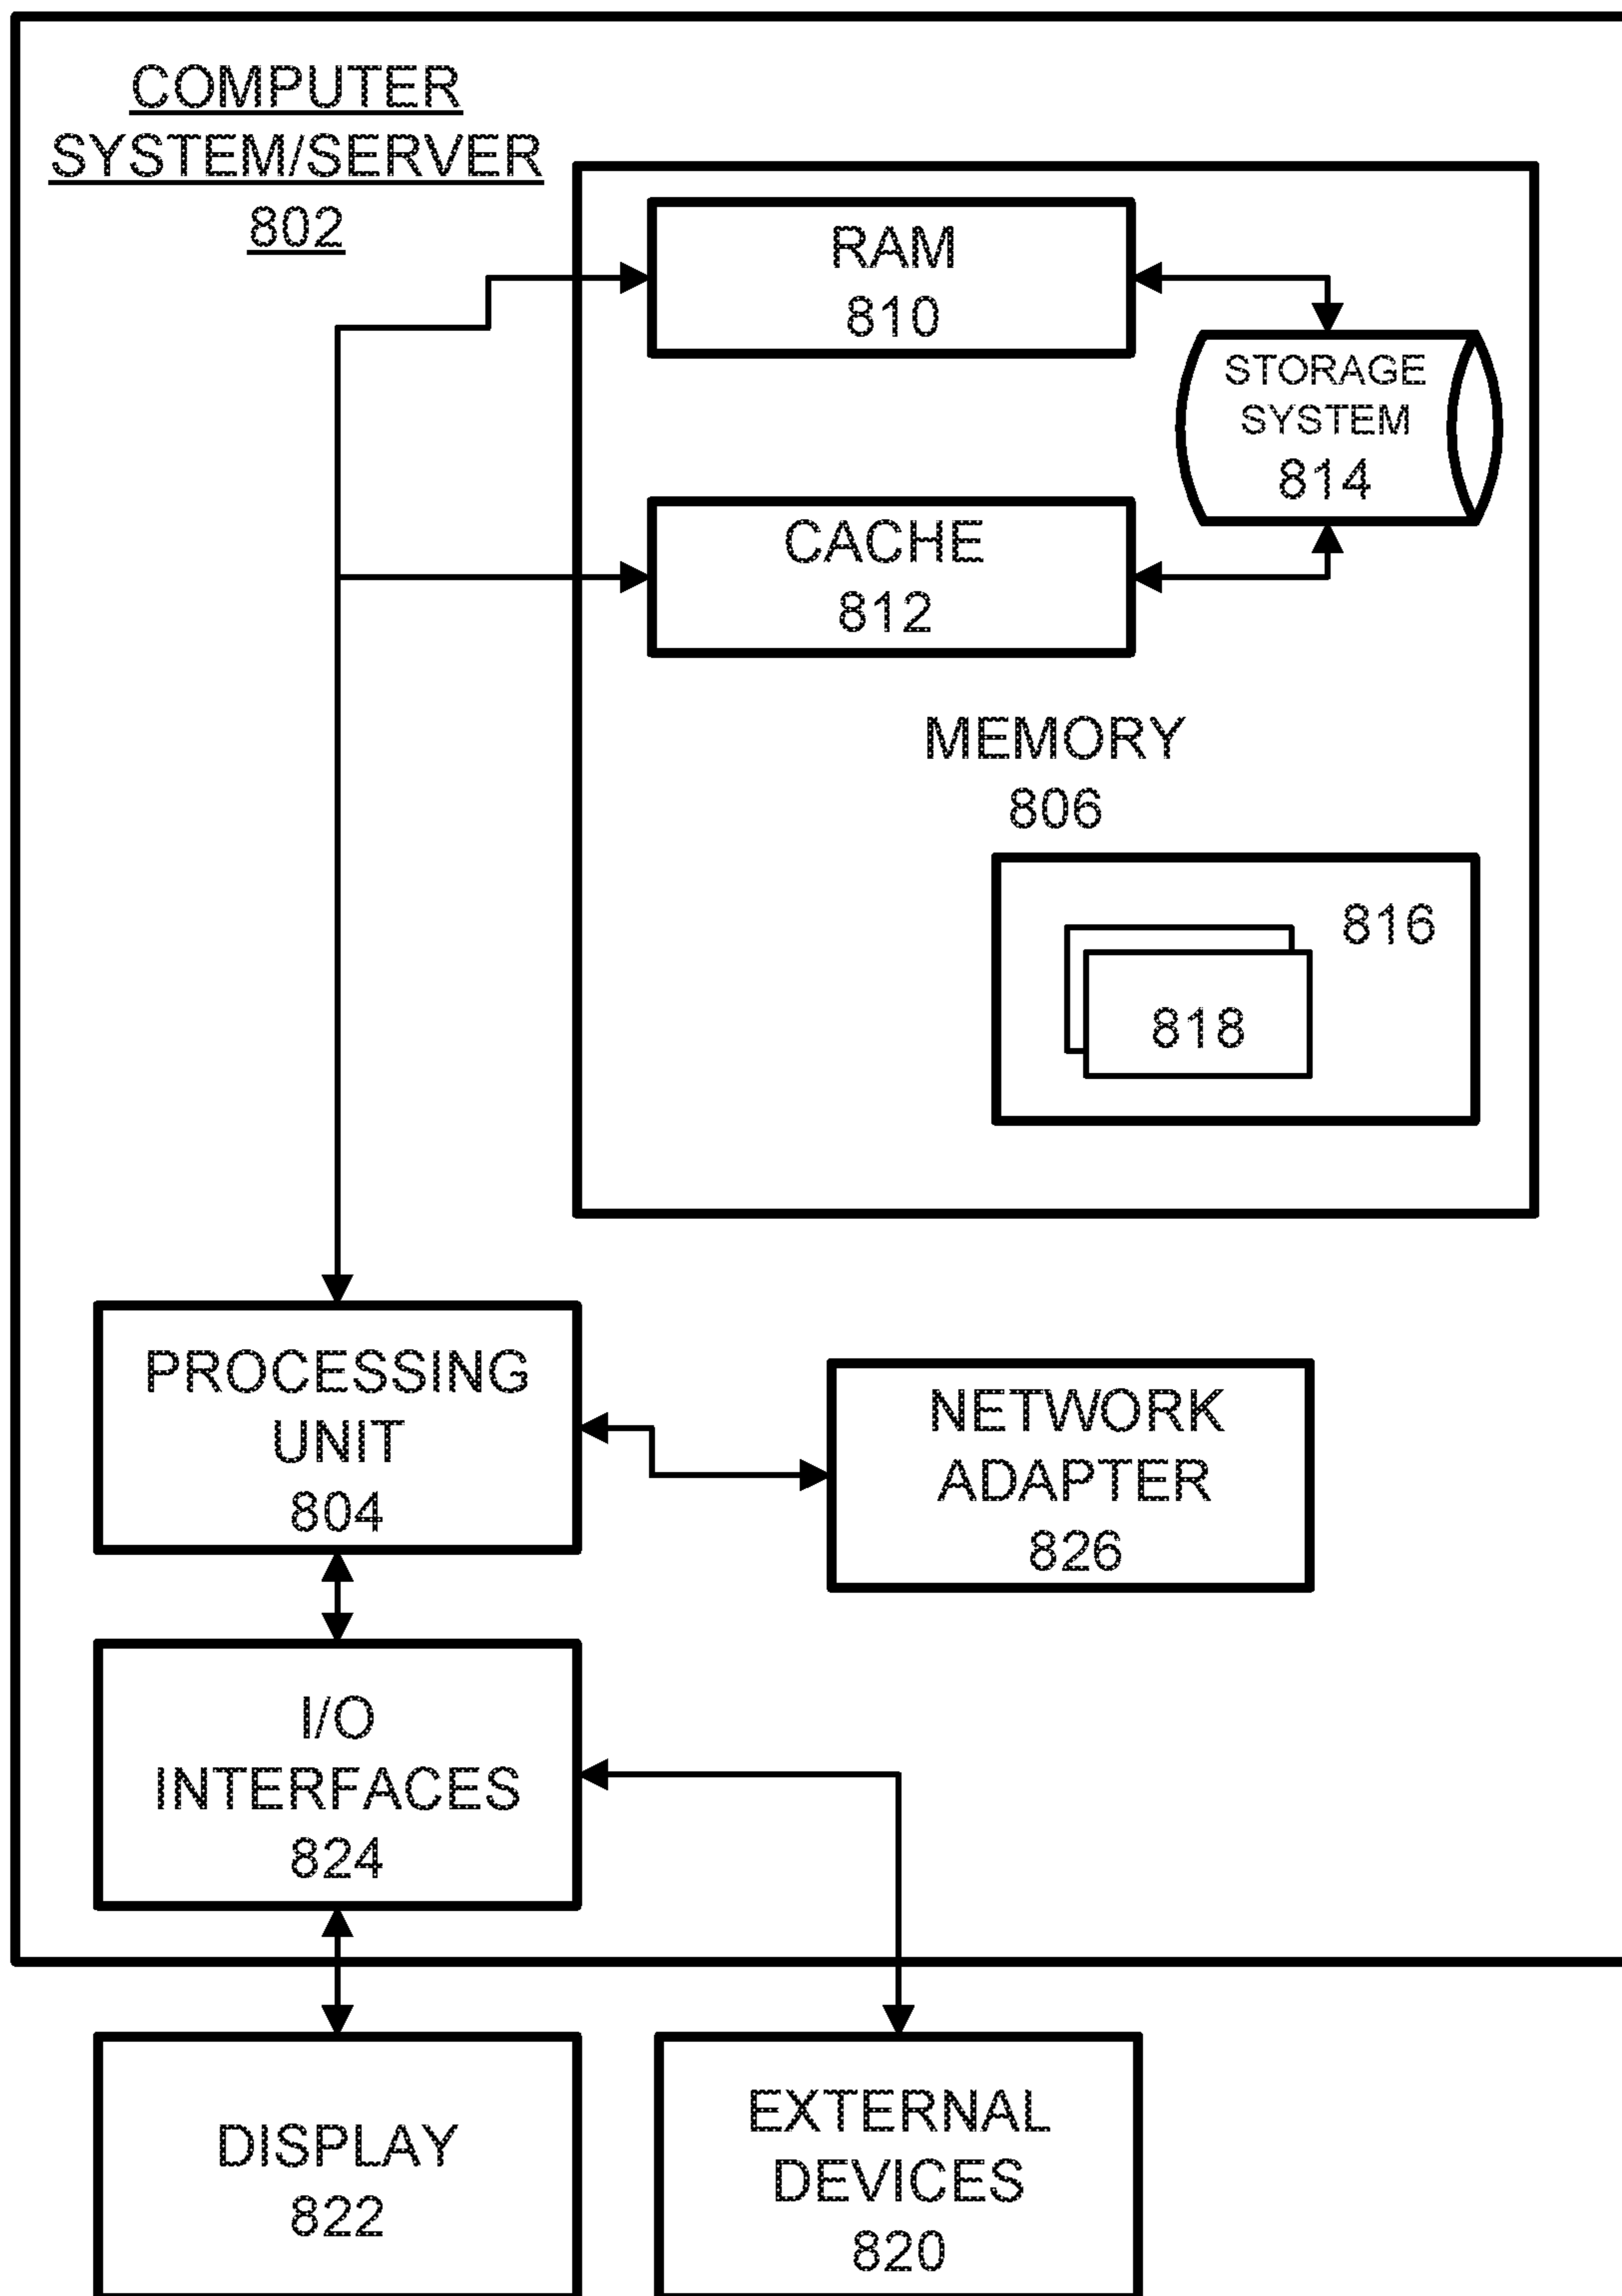 COMPUTER
SYSTEM/SERVER
802
RAM
810
STORAGE
SYSTEM
814
CACHE
812
MEMORY
806
816
818
PROCESSING
UNIT
804
NETWORK
ADAPTER
826
I/O
INTERFACES
824
DISPLAY
822
EXTERNAL
DEVICES
820